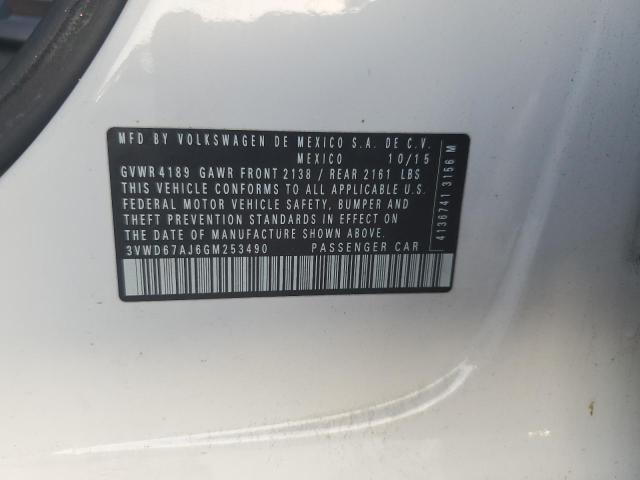 MFD BY VOLKSWAGEN DE MEXICO S.A. DE C.V.
MEXICO 10/15
GVWR 4189 GAWR FRONT 2138 / REAR 2161 LBS
THIS VEHICLE CONFORMS TO ALL APPLICABLE U.S.
FEDERAL MOTOR VEHICLE SAFETY, BUMPER AND
THEFT PREVENTION STANDARDS IN EFFECT ON
THE DATE OF MANUFACTURE SHOWN ABOVE.
3VWD67AJ6GM253490 PASSENGER CAR
4136741 3156 M